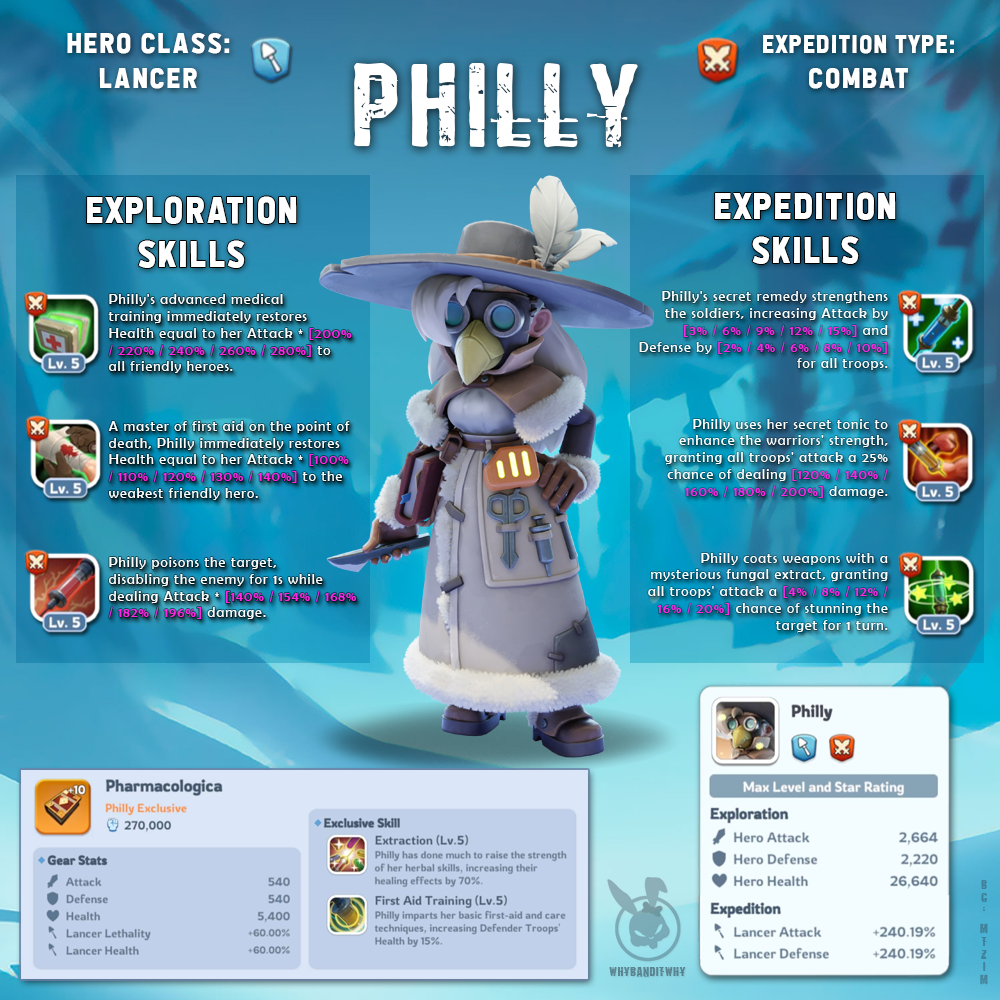 HERO CLASS:
LANCER
PHILLY
EXPEDITION TYPE:
COMBAT
EXPLORATION
SKILLS
Philly's advanced medical
training immediately restores
Health equal to her Attack * [200%
/ 220% / 240% / 260% / 280%] to
all friendly heroes.
Lv. 5
A master of first aid on the point of
death, Philly immediately restores
Health equal to her Attack * [100%
/ 110% / 120% / 130% / 140%] to the
weakest friendly hero.
Lv. 5
Philly poisons the target,
disabling the enemy for 1s while
dealing Attack * [140% / 154% / 168%
/ 182% / 196%] damage.
Lv. 5
EXPEDITION
SKILLS
Philly's secret remedy strengthens
the soldiers, increasing Attack by
[3% / 6% / 9% / 12% / 15%] and
Defense by [2% / 4% / 6% / 8% / 10%]
for all troops.
Lv. 5
Philly uses her secret tonic to
enhance the warriors' strength,
granting all troops' attack a 25%
chance of dealing [120% / 140% /
160% / 180% / 200%] damage.
Lv. 5
Philly coats weapons with a
mysterious fungal extract, granting
all troops' attack a [4% / 8% / 12% /
16% / 20%] chance of stunning the
target for 1 turn.
Lv. 5
+10
Pharmacologica
Philly Exclusive
270,000
Gear Stats
Attack 540
Defense 540
Health 5,400
Lancer Lethality +60.00%
Lancer Health +60.00%
Exclusive Skill
Extraction (Lv.5)
Philly has done much to raise the strength
of her herbal skills, increasing their
healing effects by 70%.
First Aid Training (Lv.5)
Philly imparts her basic first-aid and care
techniques, increasing Defender Troops'
Health by 15%.
WHYBANDITWHY
Philly
Max Level and Star Rating
Exploration
Hero Attack 2,664
Hero Defense 2,220
Hero Health 26,640
Expedition
Lancer Attack +240.19%
Lancer Defense +240.19%
BG: MTZIM